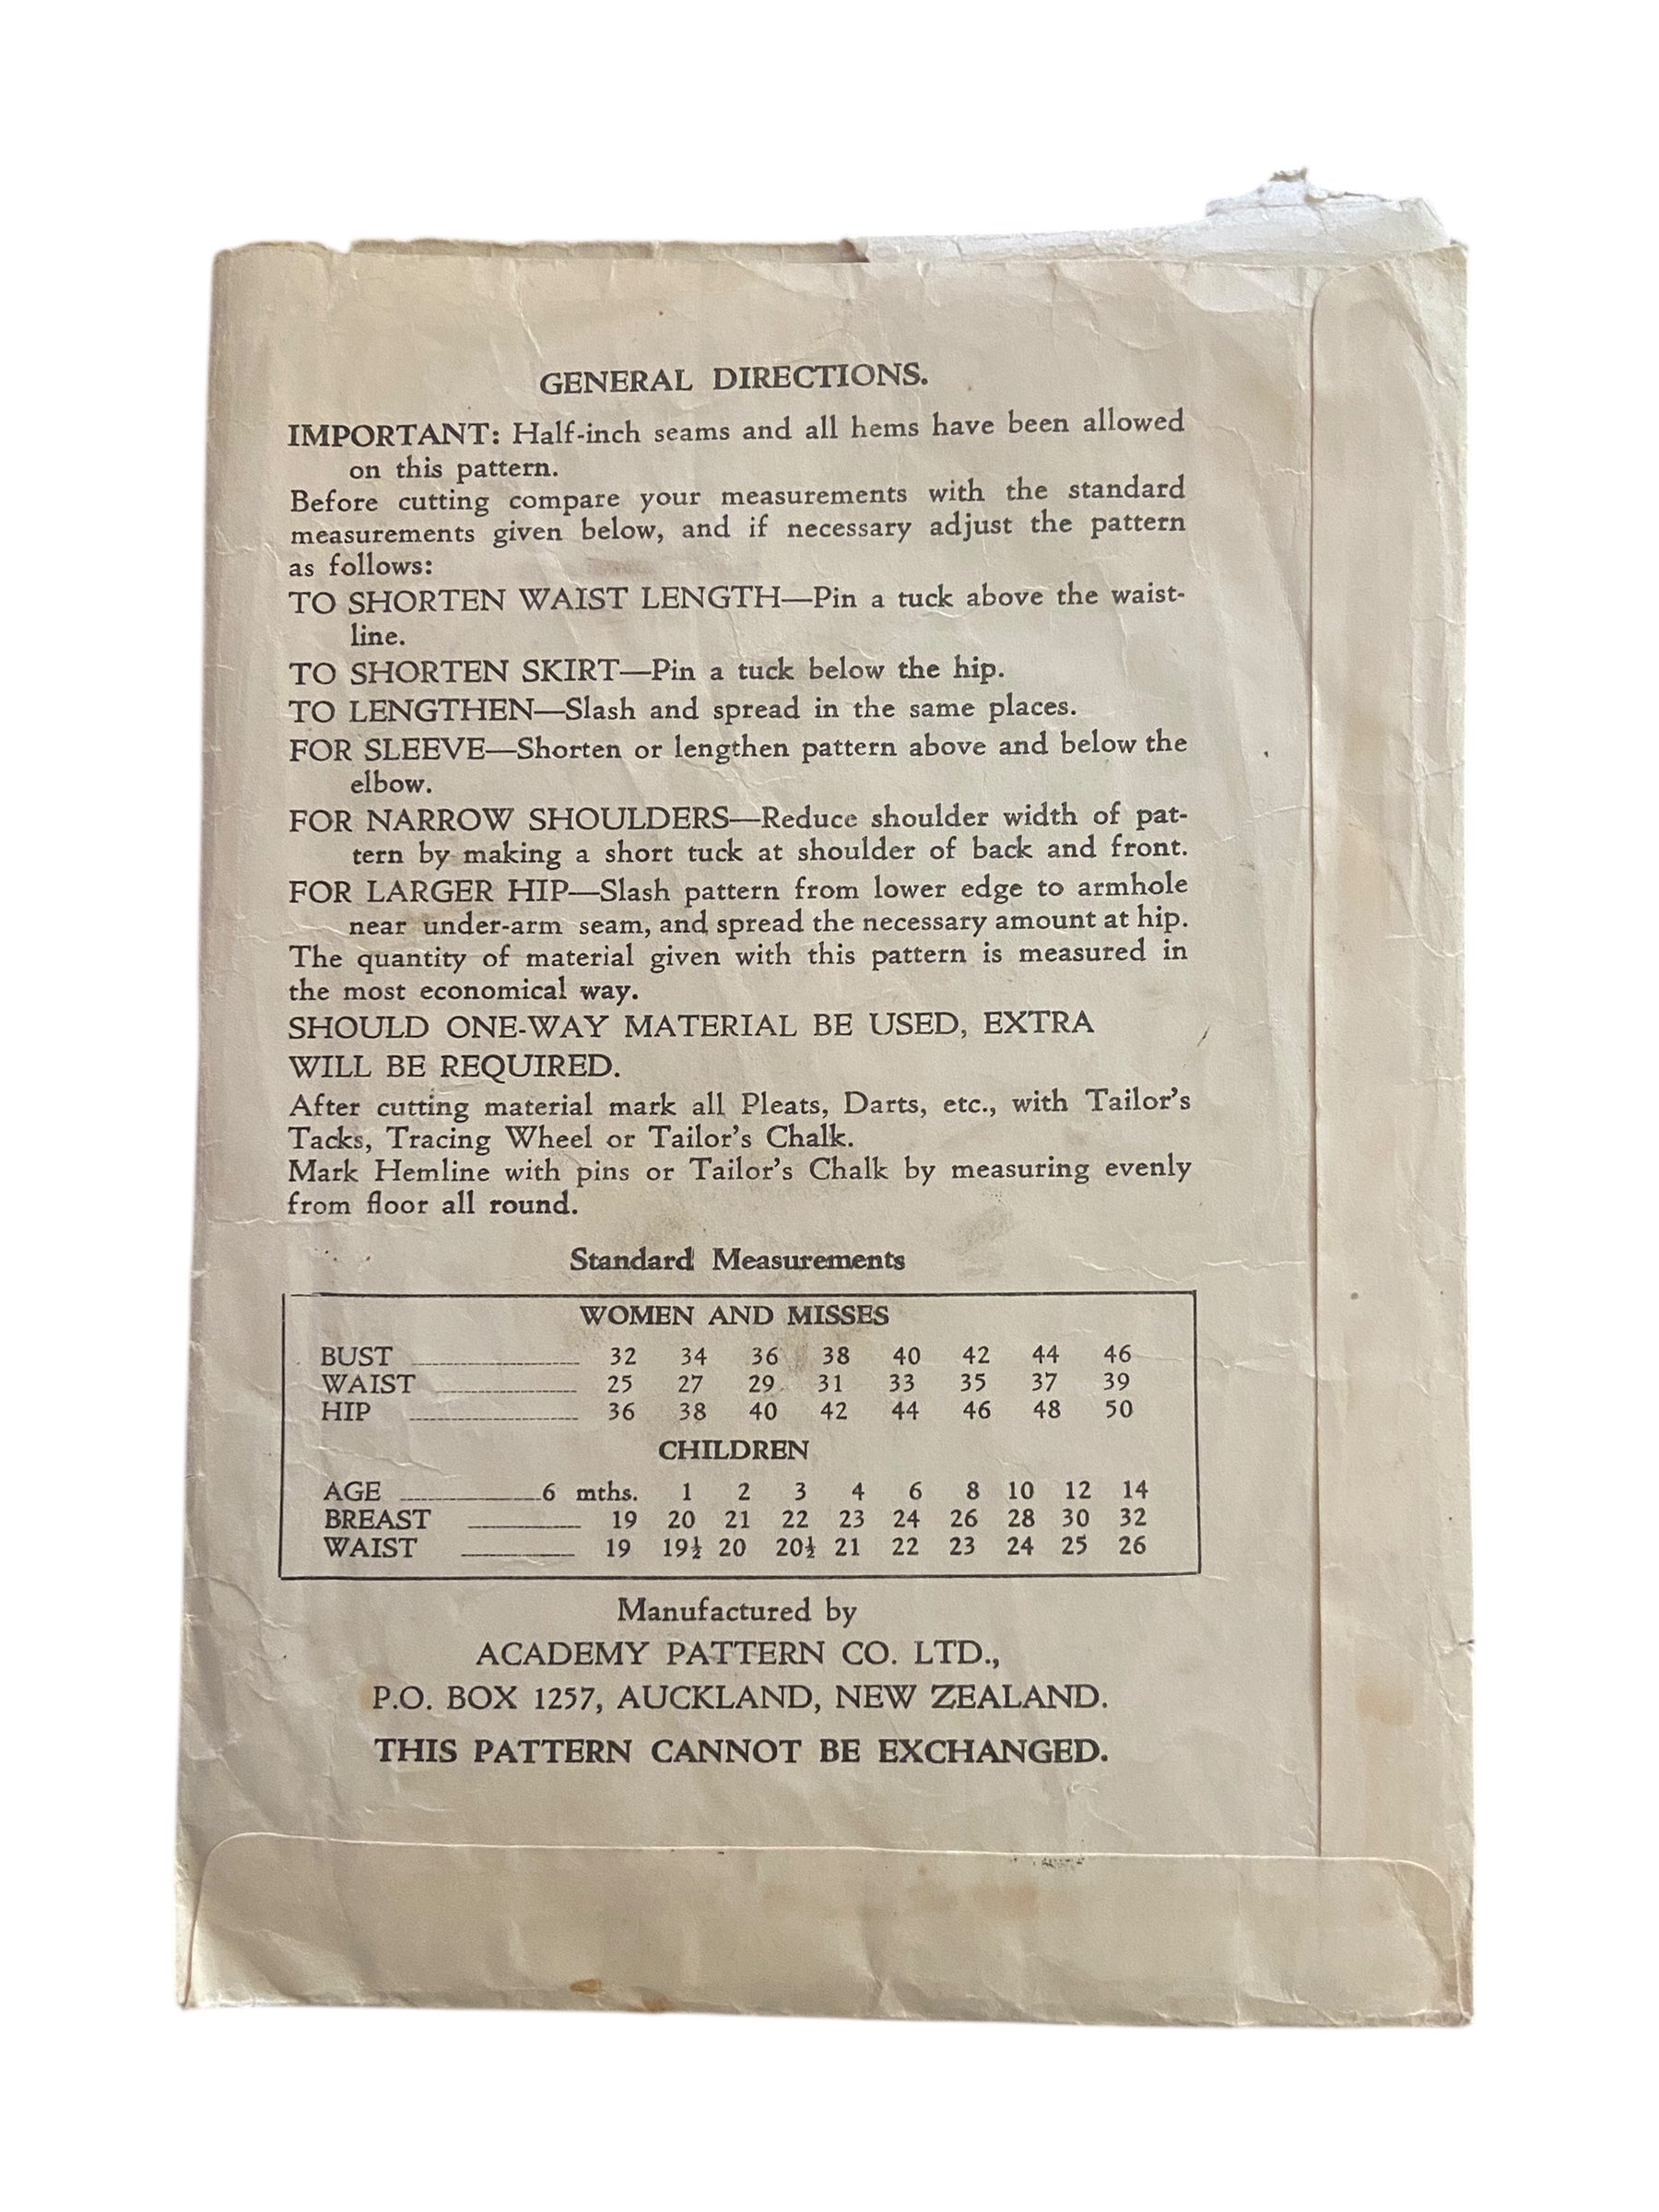 GENERAL DIRECTIONS.
IMPORTANT: Half-inch seams and all hems have been allowed
on this pattern.
Before cutting compare your measurements with the standard
measurements given below, and if necessary adjust the pattern
as follows:
TO SHORTEN WAIST LENGTH—Pin a tuck above the waist-
line.
TO SHORTEN SKIRT—Pin a tuck below the hip.
TO LENGTHEN—Slash and spread in the same places.
FOR SLEEVE—Shorten or lengthen pattern above and below the
elbow.
FOR NARROW SHOULDERS—Reduce shoulder width of pat-
tern by making a short tuck at shoulder of back and front.
FOR LARGER HIP—Slash pattern from lower edge to armhole
near under-arm seam, and spread the necessary amount at hip.
The quantity of material given with this pattern is measured in
the most economical way.
SHOULD ONE-WAY MATERIAL BE USED, EXTRA
WILL BE REQUIRED.
After cutting material mark all Pleats, Darts, etc., with Tailor's
Tacks, Tracing Wheel or Tailor's Chalk.
Mark Hemline with pins or Tailor's Chalk by measuring evenly
from floor all round.
Standard Measurements
WOMEN AND MISSES
BUST 32 34 36 38 40 42 44 46
WAIST 25 27 29 31 33 35 37 39
HIP 36 38 40 42 44 46 48 50
CHILDREN
AGE 6 mths. 1 2 3 4 6 8 10 12 14
BREAST 19 20 21 22 23 24 26 28 30 32
WAIST 19 19½ 20 20½ 21 22 23 24 25 26
Manufactured by
ACADEMY PATTERN CO. LTD.,
P.O. BOX 1257, AUCKLAND, NEW ZEALAND.
THIS PATTERN CANNOT BE EXCHANGED.